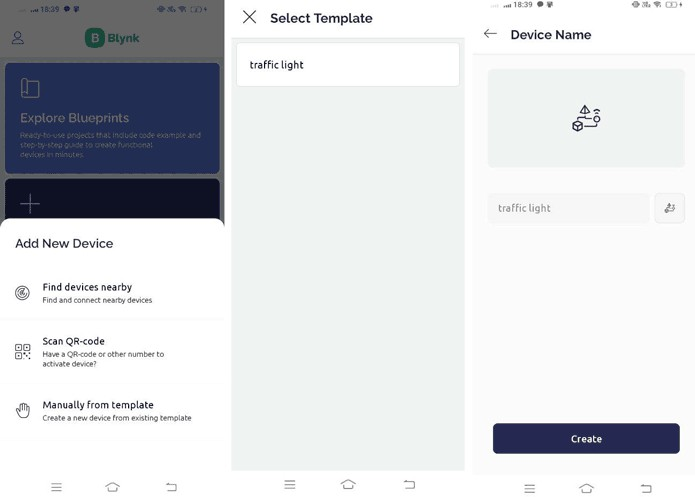 18:39
B Blynk
Explore Blueprints
Ready-to-use projects that include code example and
step-by-step guide to create functional
devices in minutes.
Add New Device
Find devices nearby
Find and connect nearby devices
Scan QR-code
Have a QR-code or other number to
activate device?
Manually from template
Create a new device from existing template
18:39
Select Template
traffic light
18:39
Device Name
traffic light
Create